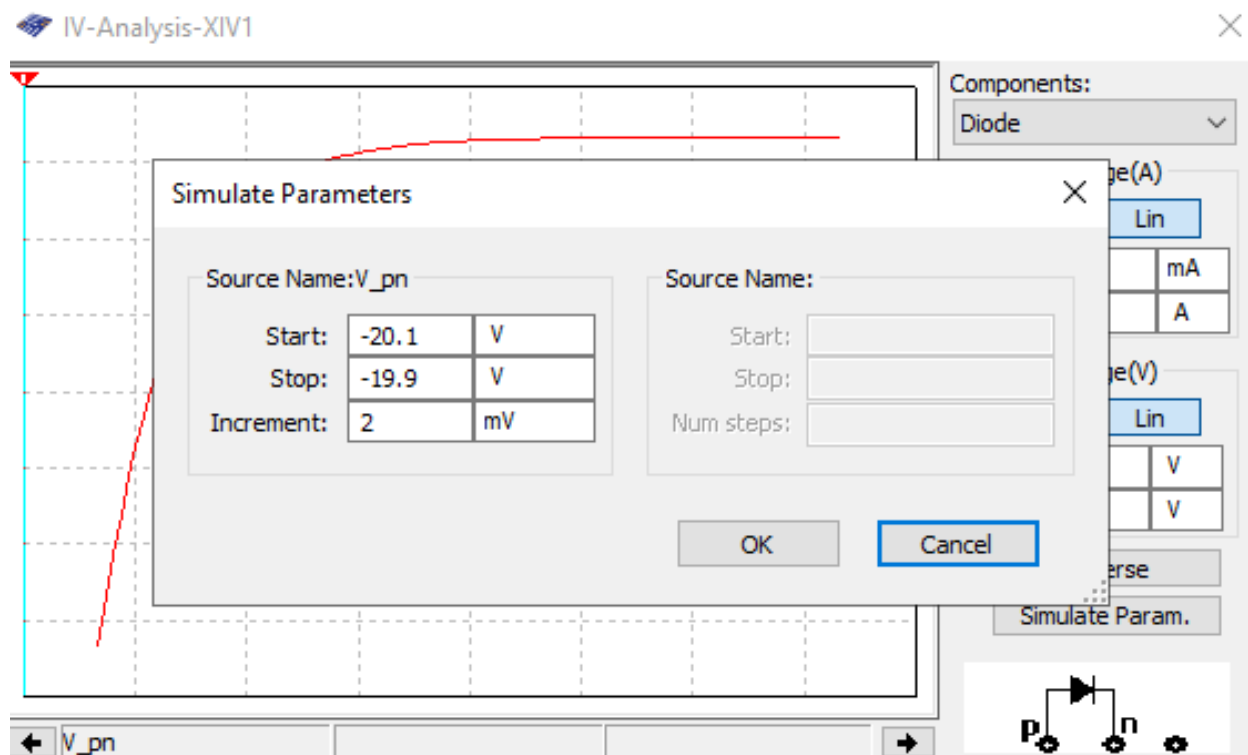 IV-Analysis-XIV1
Components:
Diode
ge(A)
Lin
mA
A
Simulate Parameters
Source Name:V_pn
Start: -20.1 V
Stop: -19.9 V
Increment: 2 mV
Source Name:
Start:
Stop:
Num steps:
OK
Cancel
ge(V)
Lin
V
V
erse
Simulate Param.
p
n
V_pn